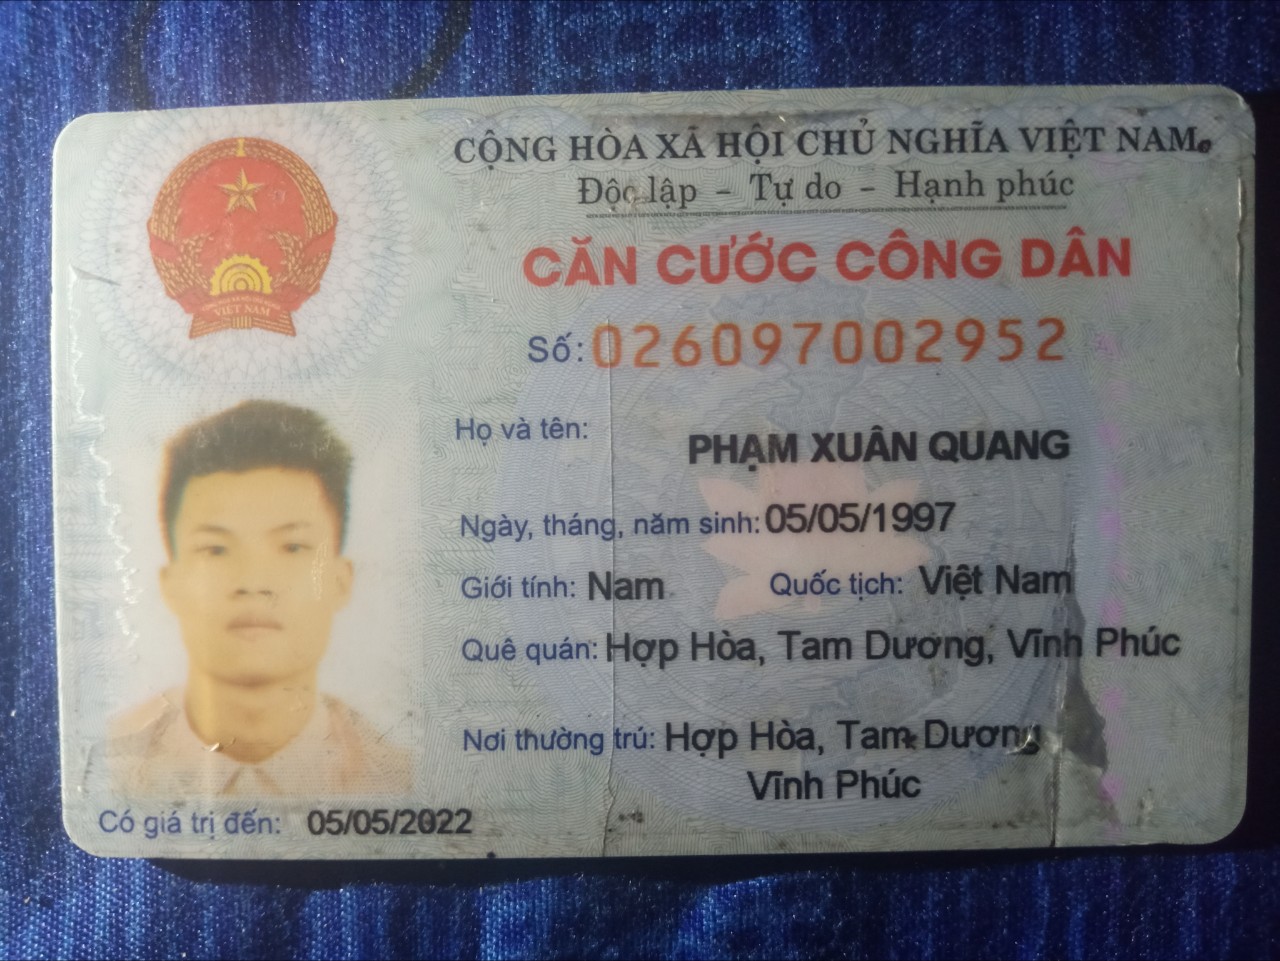 CỘNG HÒA XÃ HỘI CHỦ NGHĨA VIỆT NAM
Độc lập – Tự do – Hạnh phúc
CĂN CƯỚC CÔNG DÂN
Số: 026097002952
Họ và tên: PHẠM XUÂN QUANG
Ngày, tháng, năm sinh: 05/05/1997
Giới tính: Nam Quốc tịch: Việt Nam
Quê quán: Hợp Hòa, Tam Dương, Vĩnh Phúc
Nơi thường trú: Hợp Hòa, Tam Dương
Vĩnh Phúc
Có giá trị đến: 05/05/2022
VIỆT NAM